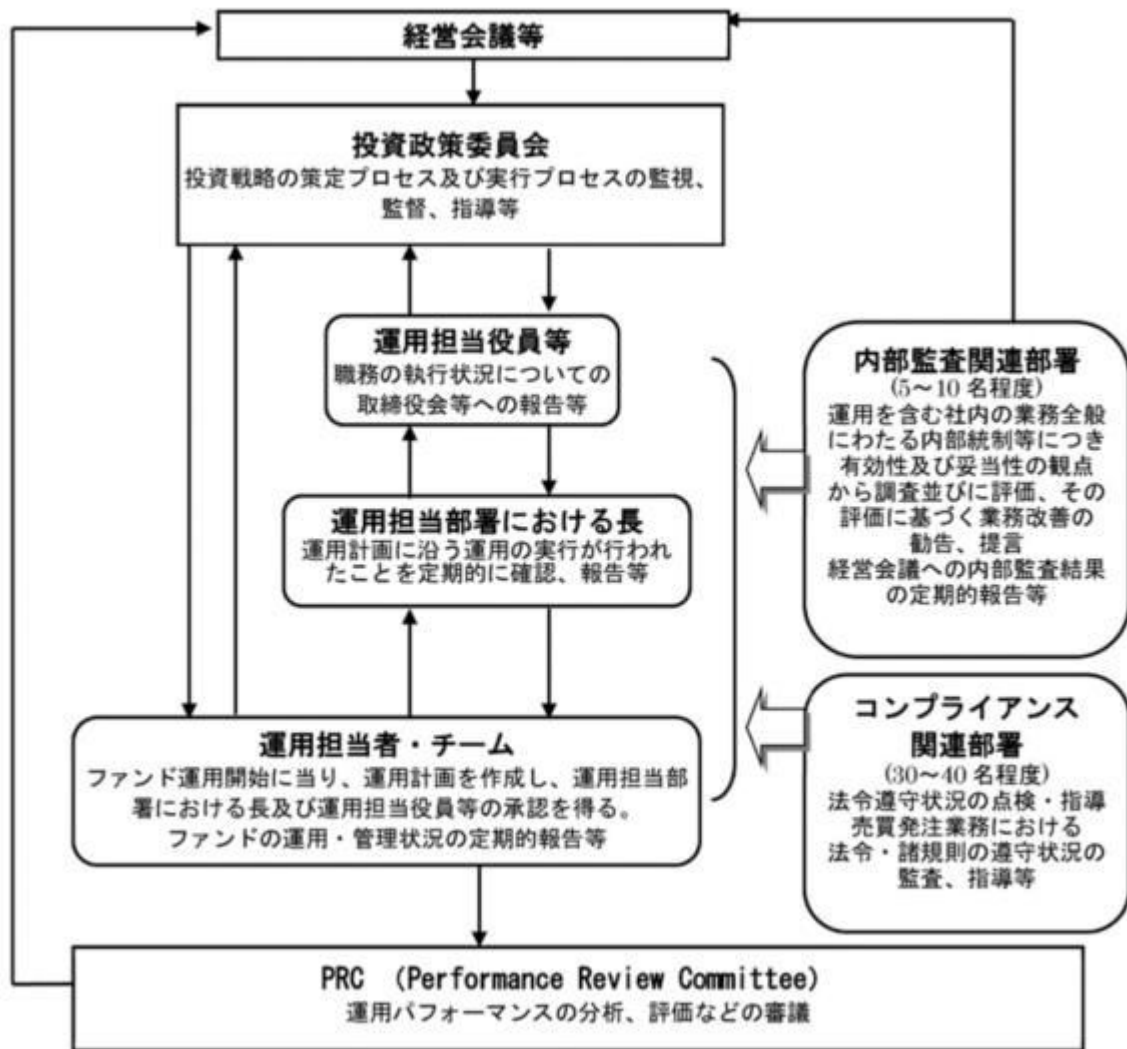 経営会議等
投資政策委員会
投資戦略の策定プロセス及び実行プロセスの監視、
監督、指導等
運用担当役員等
職務の執行状況についての
取締役会等への報告等
運用担当部署における長
運用計画に沿う運用の実行が行われ
たことを定期的に確認、報告等
運用担当者・チーム
ファンド運用開始に当り、運用計画を作成し、運用担当部
署における長及び運用担当役員等の承認を得る。
ファンドの運用・管理状況の定期的報告等
内部監査関連部署
(5～10 名程度)
運用を含む社内の業務全般
にわたる内部統制等につき
有効性及び妥当性の観点
から調査並びに評価、その
評価に基づく業務改善の
勧告、提言
経営会議への内部監査結果
の定期的報告等
コンプライアンス
関連部署
(30～40 名程度)
法令遵守状況の点検・指導
売買発注業務における
法令・諸規則の遵守状況の
監査、指導等
PRC (Performance Review Committee)
運用パフォーマンスの分析、評価などの審議